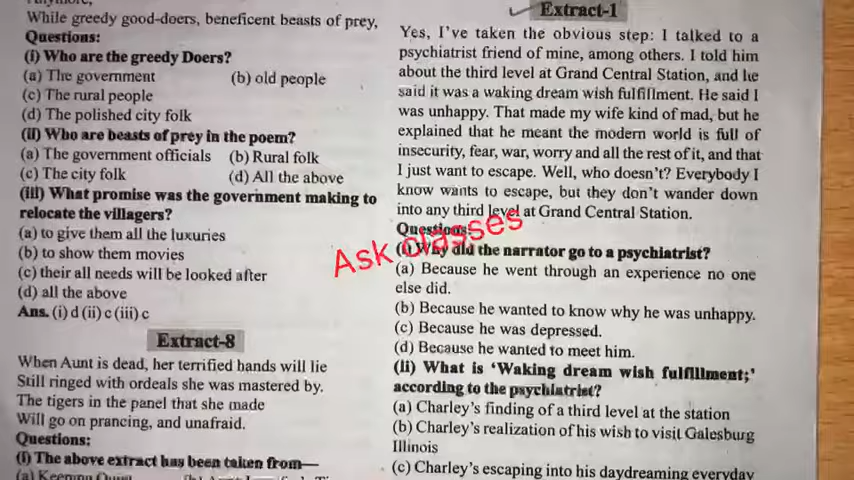 While greedy good-doers, beneficent beasts of prey,
Questions:
(i) Who are the greedy Doers?
(a) The government (b) old people
(c) The rural people
(d) The polished city folk
(ii) Who are beasts of prey in the poem?
(a) The government officials (b) Rural folk
(c) The city folk (d) All the above
(iii) What promise was the government making to
relocate the villagers?
(a) to give them all the luxuries
(b) to show them movies
(c) their all needs will be looked after
(d) all the above
Ans. (i) d (ii) c (iii) c
Extract-8
When Aunt is dead, her terrified hands will lie
Still ringed with ordeals she was mastered by.
The tigers in the panel that she made
Will go on prancing, and unafraid.
Questions:
(i) The above extract has been taken from—
Extract-1
Yes, I've taken the obvious step: I talked to a
psychiatrist friend of mine, among others. I told him
about the third level at Grand Central Station, and he
said it was a waking dream wish fulfillment. He said I
was unhappy. That made my wife kind of mad, but he
explained that he meant the modern world is full of
insecurity, fear, war, worry and all the rest of it, and that
I just want to escape. Well, who doesn't? Everybody I
know wants to escape, but they don't wander down
into any third level at Grand Central Station.
Questions:
(i) Why did the narrator go to a psychiatrist?
(a) Because he went through an experience no one
else did.
(b) Because he wanted to know why he was unhappy.
(c) Because he was depressed.
(d) Because he wanted to meet him.
(ii) What is 'Waking dream wish fulfillment;'
according to the psychiatrist?
(a) Charley's finding of a third level at the station
(b) Charley's realization of his wish to visit Galesburg
Illinois
(c) Charley's escaping into his daydreaming everyday
Ask classes